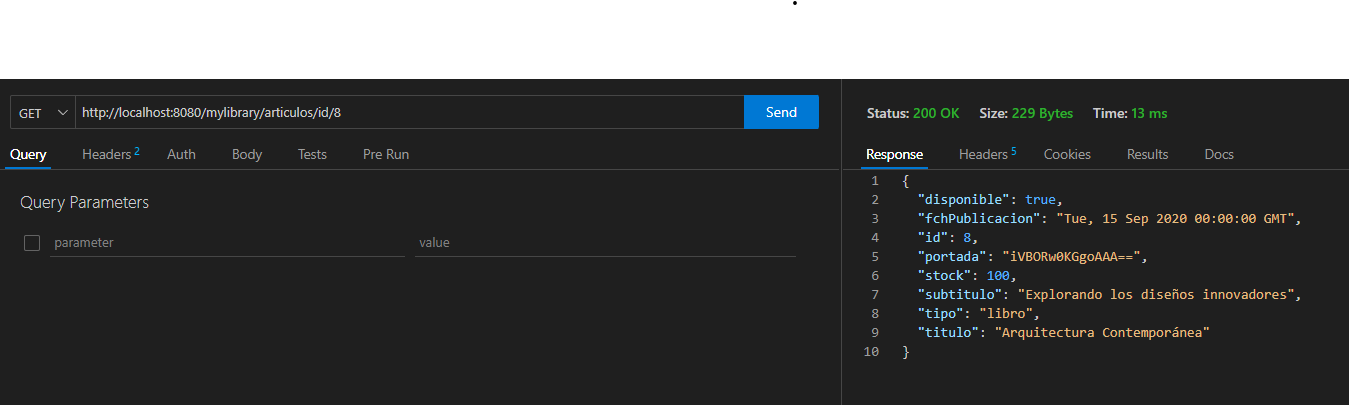 GET http://localhost:8080/mylibrary/articulos/id/8 Send
Query Headers 2 Auth Body Tests Pre Run
Query Parameters
parameter value
Status: 200 OK Size: 229 Bytes Time: 13 ms
Response Headers 5 Cookies Results Docs
1 {
2 "disponible": true,
3 "fchPublicacion": "Tue, 15 Sep 2020 00:00:00 GMT",
4 "id": 8,
5 "portada": "iVBORw0KGgoAAA==",
6 "stock": 100,
7 "subtitulo": "Explorando los diseños innovadores",
8 "tipo": "libro",
9 "titulo": "Arquitectura Contemporánea"
10 }